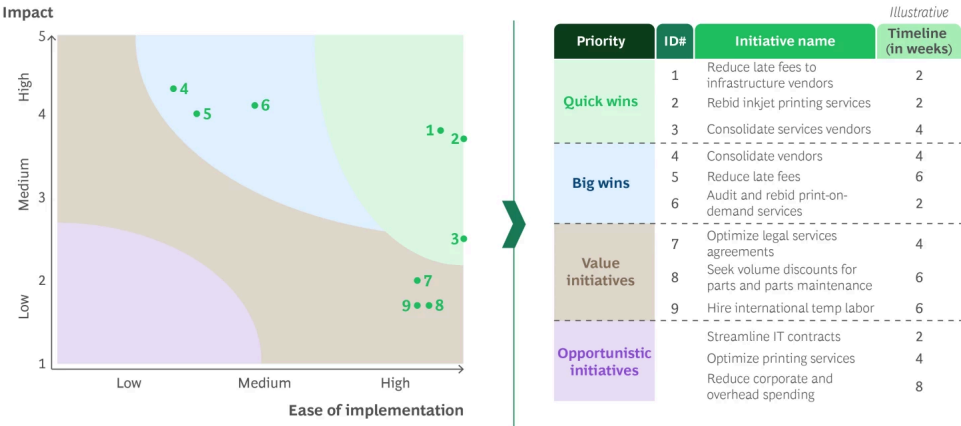 Impact
5
4
3
2
1
High
Medium
Low
4
5
6
1
2
3
7
9
8
Low Medium High
Ease of implementation
Illustrative
Priority ID# Initiative name Timeline
(in weeks)
Quick wins
1 Reduce late fees to
infrastructure vendors 2
2 Rebid inkjet printing services 2
3 Consolidate services vendors 4
Big wins
4 Consolidate vendors 4
5 Reduce late fees 6
6 Audit and rebid print-on-
demand services 2
Value
initiatives
7 Optimize legal services
agreements 4
8 Seek volume discounts for
parts and parts maintenance 6
9 Hire international temp labor 6
Opportunistic
initiatives
Streamline IT contracts 2
Optimize printing services 4
Reduce corporate and
overhead spending 8